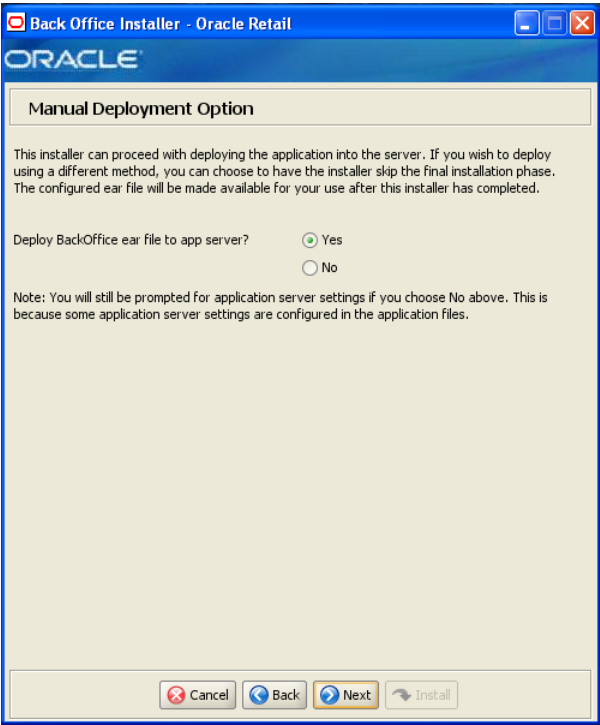 Back Office Installer - Oracle Retail
ORACLE
Manual Deployment Option
This installer can proceed with deploying the application into the server. If you wish to deploy
using a different method, you can choose to have the installer skip the final installation phase.
The configured ear file will be made available for your use after this installer has completed.
Deploy BackOffice ear file to app server?
Yes
No
Note: You will still be prompted for application server settings if you choose No above. This is
because some application server settings are configured in the application files.
Cancel Back Next Install